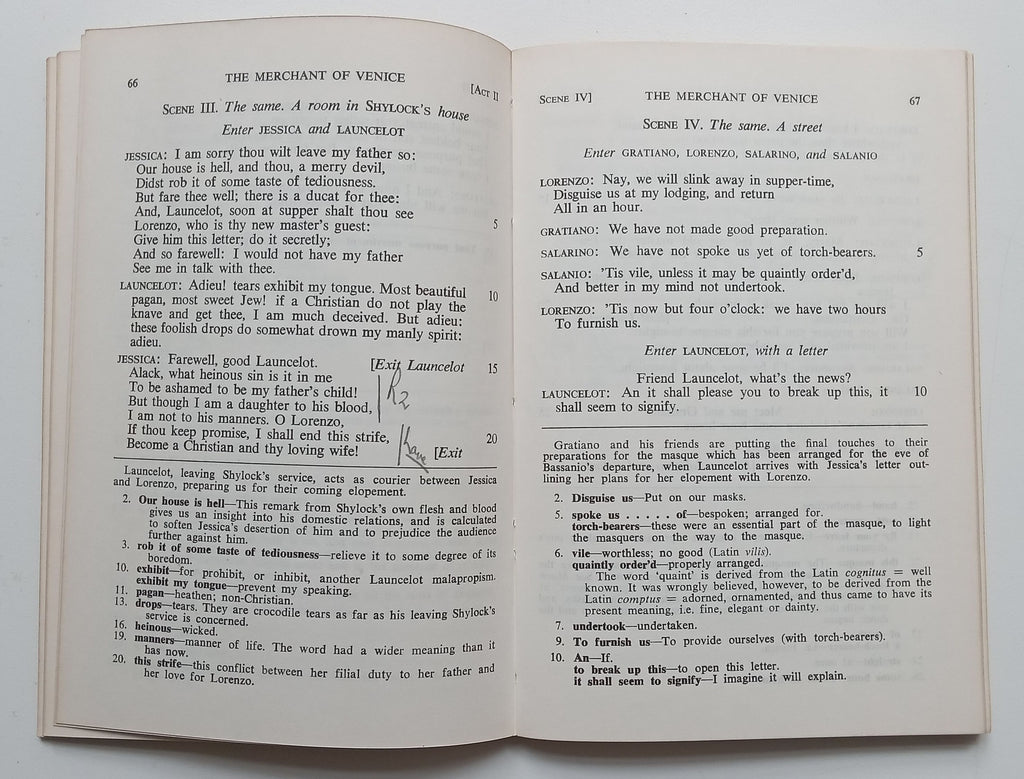 66
THE MERCHANT OF VENICE
[ACT II
SCENE III. The same. A room in SHYLOCK'S house
Enter JESSICA and LAUNCELOT
JESSICA: I am sorry thou wilt leave my father so:
Our house is hell, and thou, a merry devil,
Didst rob it of some taste of tediousness.
But fare thee well; there is a ducat for thee:
And, Launcelot, soon at supper shalt thou see
Lorenzo, who is thy new master's guest: 5
Give him this letter; do it secretly;
And so farewell: I would not have my father
See me in talk with thee.
LAUNCELOT: Adieu! tears exhibit my tongue. Most beautiful
pagan, most sweet Jew! if a Christian do not play the 10
knave and get thee, I am much deceived. But adieu:
these foolish drops do somewhat drown my manly spirit:
adieu.
JESSICA: Farewell, good Launcelot. [Exit Launcelot 15
Alack, what heinous sin is it in me
To be ashamed to be my father's child!
But though I am a daughter to his blood,
I am not to his manners. O Lorenzo,
If thou keep promise, I shall end this strife, 20
Become a Christian and thy loving wife! [Exit
R2
Launcelot, leaving Shylock's service, acts as courier between Jessica
and Lorenzo, preparing us for their coming elopement.
2. Our house is hell—This remark from Shylock's own flesh and blood
gives us an insight into his domestic relations, and is calculated
to soften Jessica's desertion of him and to prejudice the audience
further against him.
3. rob it of some taste of tediousness—relieve it to some degree of its
boredom.
10. exhibit—for prohibit, or inhibit, another Launcelot malapropism.
exhibit my tongue—prevent my speaking.
11. pagan—heathen; non-Christian.
13. drops—tears. They are crocodile tears as far as his leaving Shylock's
service is concerned.
16. heinous—wicked.
19. manners—manner of life. The word had a wider meaning than it
has now.
20. this strife—this conflict between her filial duty to her father and
her love for Lorenzo.
SCENE IV]
THE MERCHANT OF VENICE
67
SCENE IV. The same. A street
Enter GRATIANO, LORENZO, SALARINO, and SALANIO
LORENZO: Nay, we will slink away in supper-time,
Disguise us at my lodging, and return
All in an hour.
GRATIANO: We have not made good preparation.
SALARINO: We have not spoke us yet of torch-bearers. 5
SALANIO: 'Tis vile, unless it may be quaintly order'd,
And better in my mind not undertook.
LORENZO: 'Tis now but four o'clock: we have two hours
To furnish us.
Enter LAUNCELOT, with a letter
Friend Launcelot, what's the news?
LAUNCELOT: An it shall please you to break up this, it 10
shall seem to signify.
Gratiano and his friends are putting the final touches to their
preparations for the masque which has been arranged for the eve of
Bassanio's departure, when Launcelot arrives with Jessica's letter out-
lining her plans for her elopement with Lorenzo.
2. Disguise us—Put on our masks.
5. spoke us . . . . . of—bespoken; arranged for.
torch-bearers—these were an essential part of the masque, to light
the masquers on the way to the masque.
6. vile—worthless; no good (Latin vilis).
quaintly order'd—properly arranged.
The word 'quaint' is derived from the Latin cognitus = well
known. It was wrongly believed, however, to be derived from the
Latin comptus = adorned, ornamented, and thus came to have its
present meaning, i.e. fine, elegant or dainty.
7. undertook—undertaken.
9. To furnish us—To provide ourselves (with torch-bearers).
10. An—If.
to break up this—to open this letter.
it shall seem to signify—I imagine it will explain.